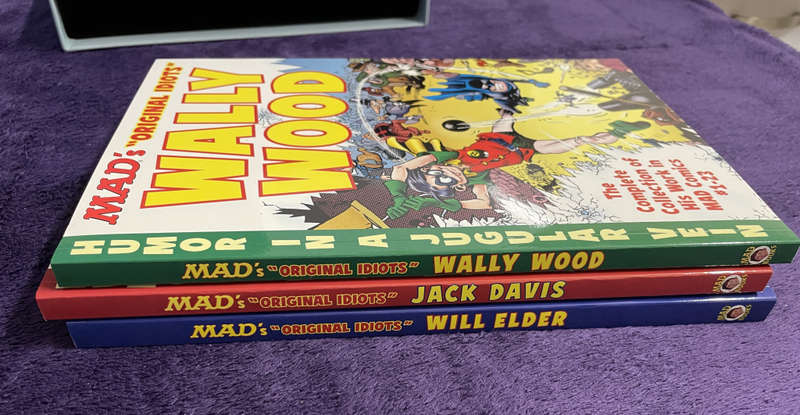 MAD's "ORIGINAL IDIOTS"
WALLY
WOOD
The
Complete
Collection of
His Work in
MAD Comics
#1-23
HUMOR IN A JUGULAR VEIN
MAD's "ORIGINAL IDIOTS" WALLY WOOD
MAD's "ORIGINAL IDIOTS" JACK DAVIS
MAD's "ORIGINAL IDIOTS" WILL ELDER